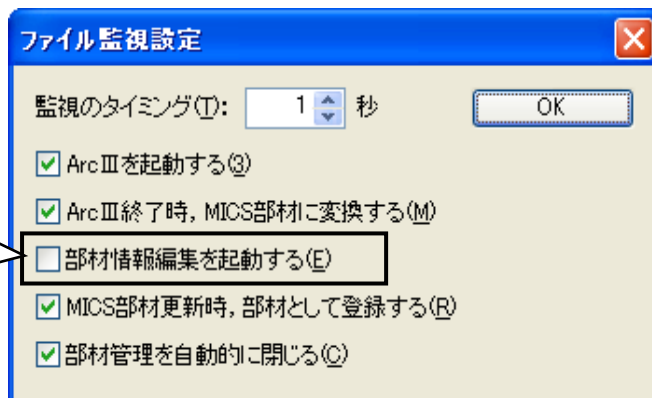 ファイル監視設定
監視のタイミング(T): 1 秒 OK
ArcⅢを起動する(3)
ArcⅢ終了時, MICS部材に変換する(M)
部材情報編集を起動する(E)
MICS部材更新時, 部材として登録する(R)
部材管理を自動的に閉じる(C)